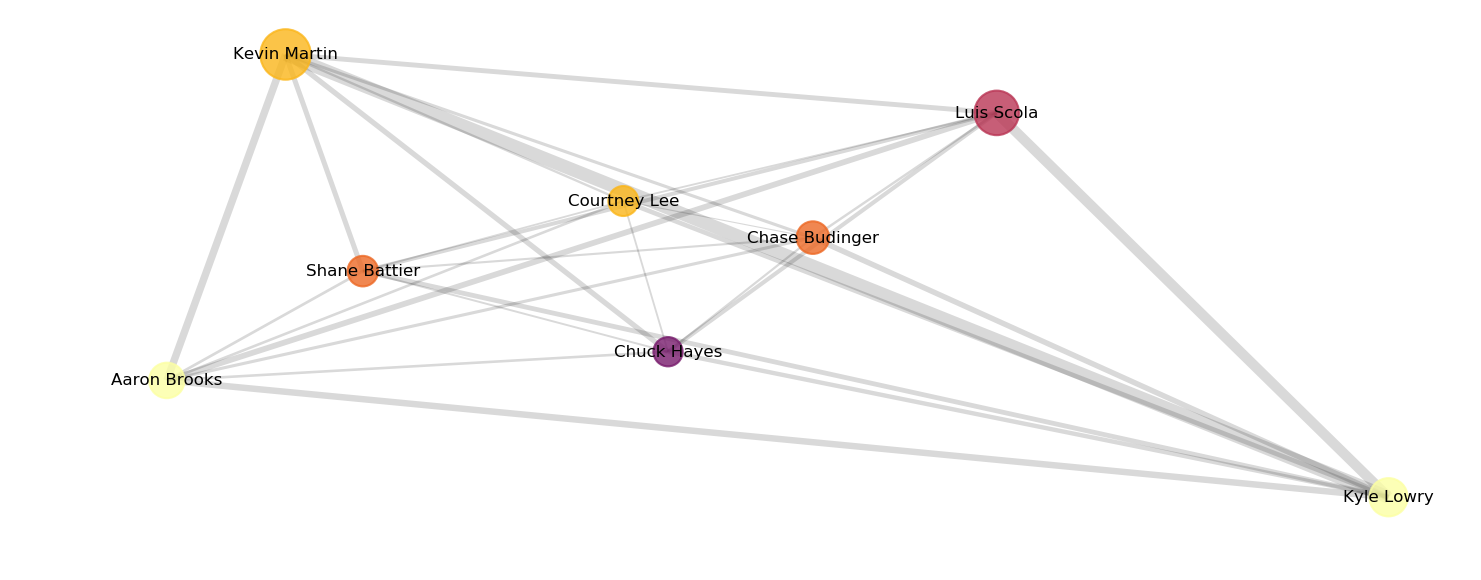 Kevin Martin
Luis Scola
Courtney Lee
Chase Budinger
Shane Battier
Chuck Hayes
Aaron Brooks
Kyle Lowry